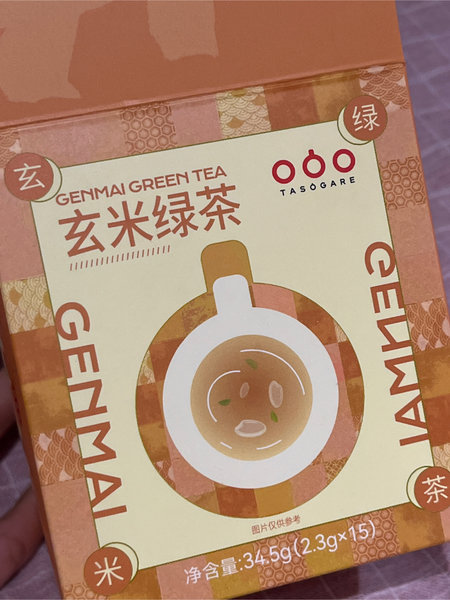 玄
绿
GENMAI GREEN TEA
玄米绿茶
TASOGARE
GENMAI
GENMAI
图片仅供参考
米
茶
净含量:34.5g(2.3g×15)